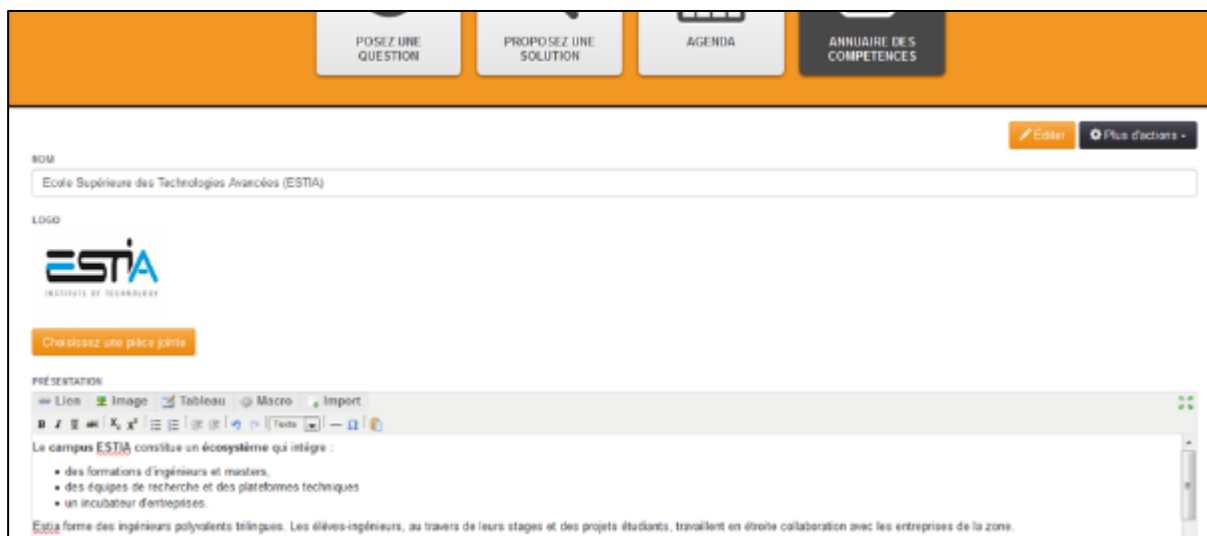 POSEZ UNE QUESTION
PROPOSEZ UNE SOLUTION
AGENDA
ANNUAIRE DES COMPETENCES
Éditer
Plus d'actions
NOM
Ecole Supérieure des Technologies Avancées (ESTIA)
LOGO
ESTIA
INSTITUTE OF TECHNOLOGY
Choisissez une pièce jointe
PRÉSENTATION
Lien Image Tableau Macro Import
B I U ABC X₂ X² Texte — Ω
Le campus ESTIA constitue un écosystème qui intègre :
• des formations d'ingénieurs et masters,
• des équipes de recherche et des plateformes techniques
• un incubateur d'entreprises.
Estia forme des ingénieurs polyvalents trilingues. Les élèves-ingénieurs, au travers de leurs stages et des projets étudiants, travaillent en étroite collaboration avec les entreprises de la zone.